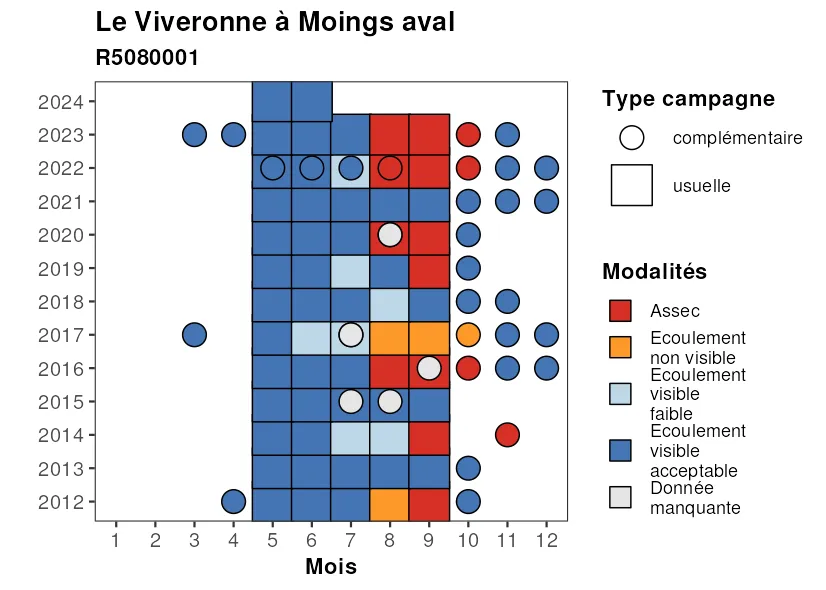 Le Viveronne à Moings aval
R5080001
2024
2023
2022
2021
2020
2019
2018
2017
2016
2015
2014
2013
2012
1 2 3 4 5 6 7 8 9 10 11 12
Mois
Type campagne
complémentaire
usuelle
Modalités
Assec
Ecoulement
non visible
Ecoulement
visible
faible
Ecoulement
visible
acceptable
Donnée
manquante